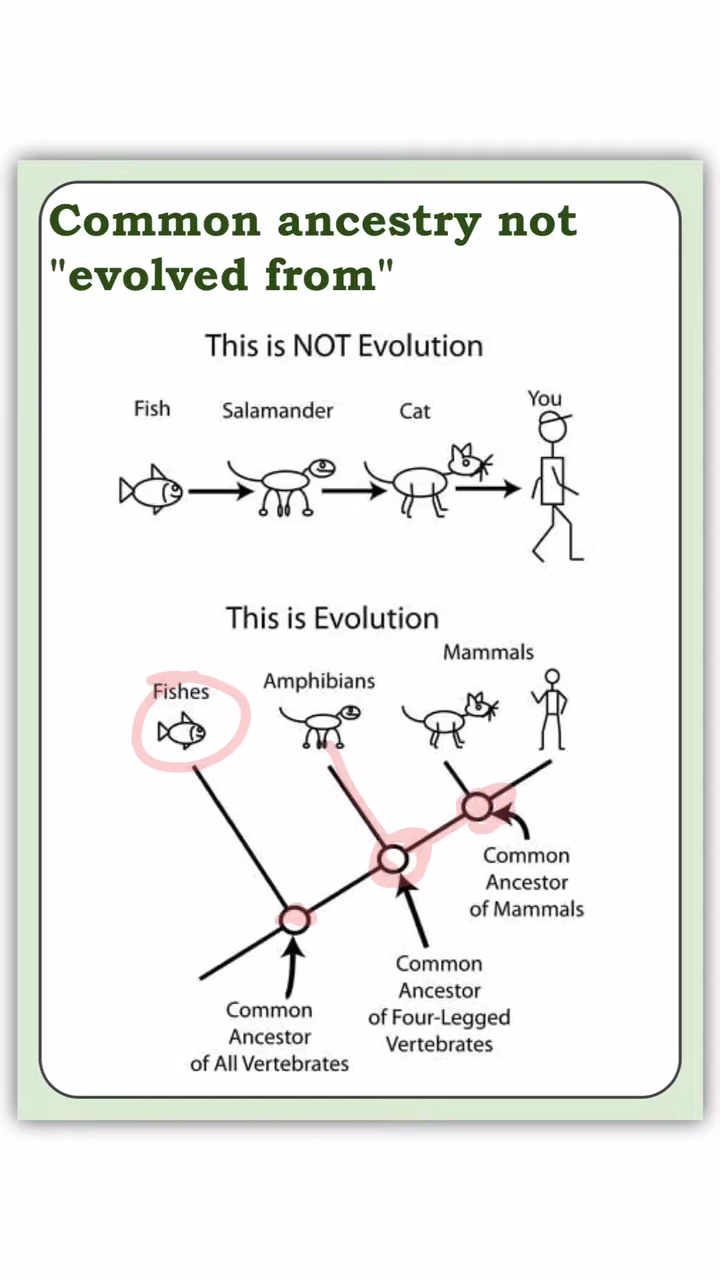 Common ancestry not
"evolved from"
This is NOT Evolution
Fish
Salamander
Cat
You
This is Evolution
Fishes
Amphibians
Mammals
Common
Ancestor
of Mammals
Common
Ancestor
of Four-Legged
Vertebrates
Common
Ancestor
of All Vertebrates